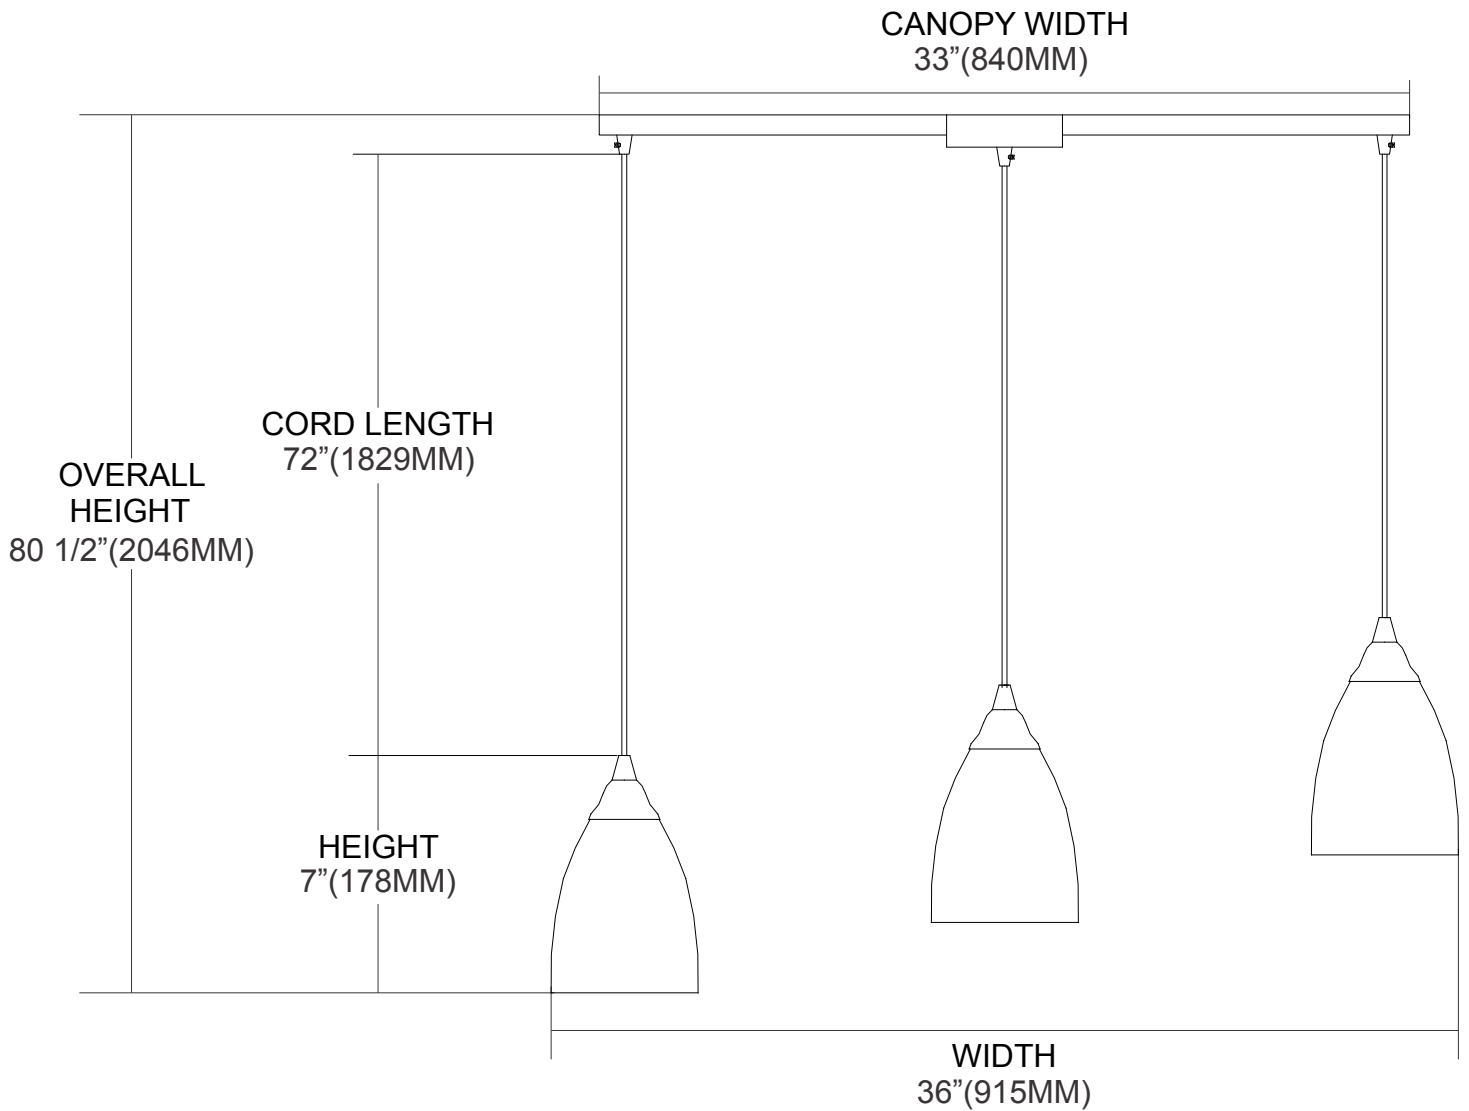 CANOPY WIDTH
33”(840MM)
CORD LENGTH
72”(1829MM)
OVERALL
HEIGHT
80 1/2”(2046MM)
HEIGHT
7”(178MM)
WIDTH
36”(915MM)